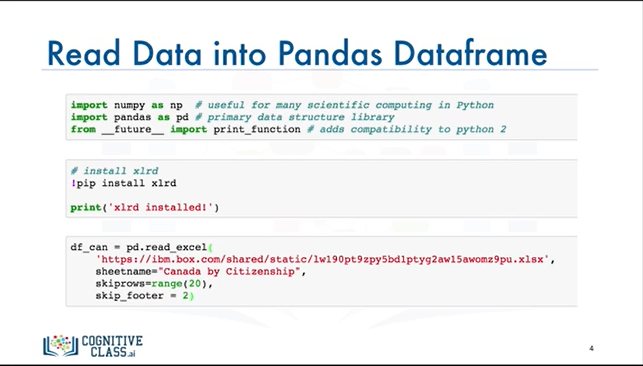 Read Data into Pandas Dataframe
import numpy as np # useful for many scientific computing in Python
import pandas as pd # primary data structure library
from __future__ import print_function # adds compatibility to python 2
# install xlrd
!pip install xlrd
print('xlrd installed!')
df_can = pd.read_excel(
'https://ibm.box.com/shared/static/lw190pt9zpy5bd1ptyg2aw15awomz9pu.xlsx',
sheetname="Canada by Citizenship",
skiprows=range(20),
skip_footer = 2)
COGNITIVE
CLASS.ai
4